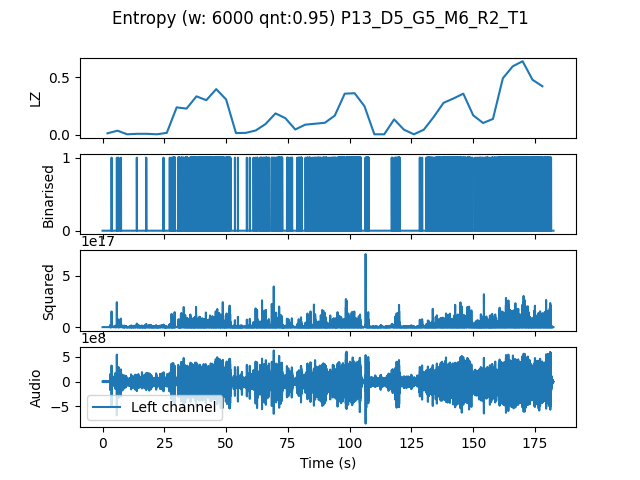 Entropy (w: 6000 qnt:0.95) P13_D5_G5_M6_R2_T1
LZ
0.5
0.0
Binarised
1
0
1e17
Squared
5
0
1e8
Audio
5
0
−5
Left channel
0 25 50 75 100 125 150 175
Time (s)